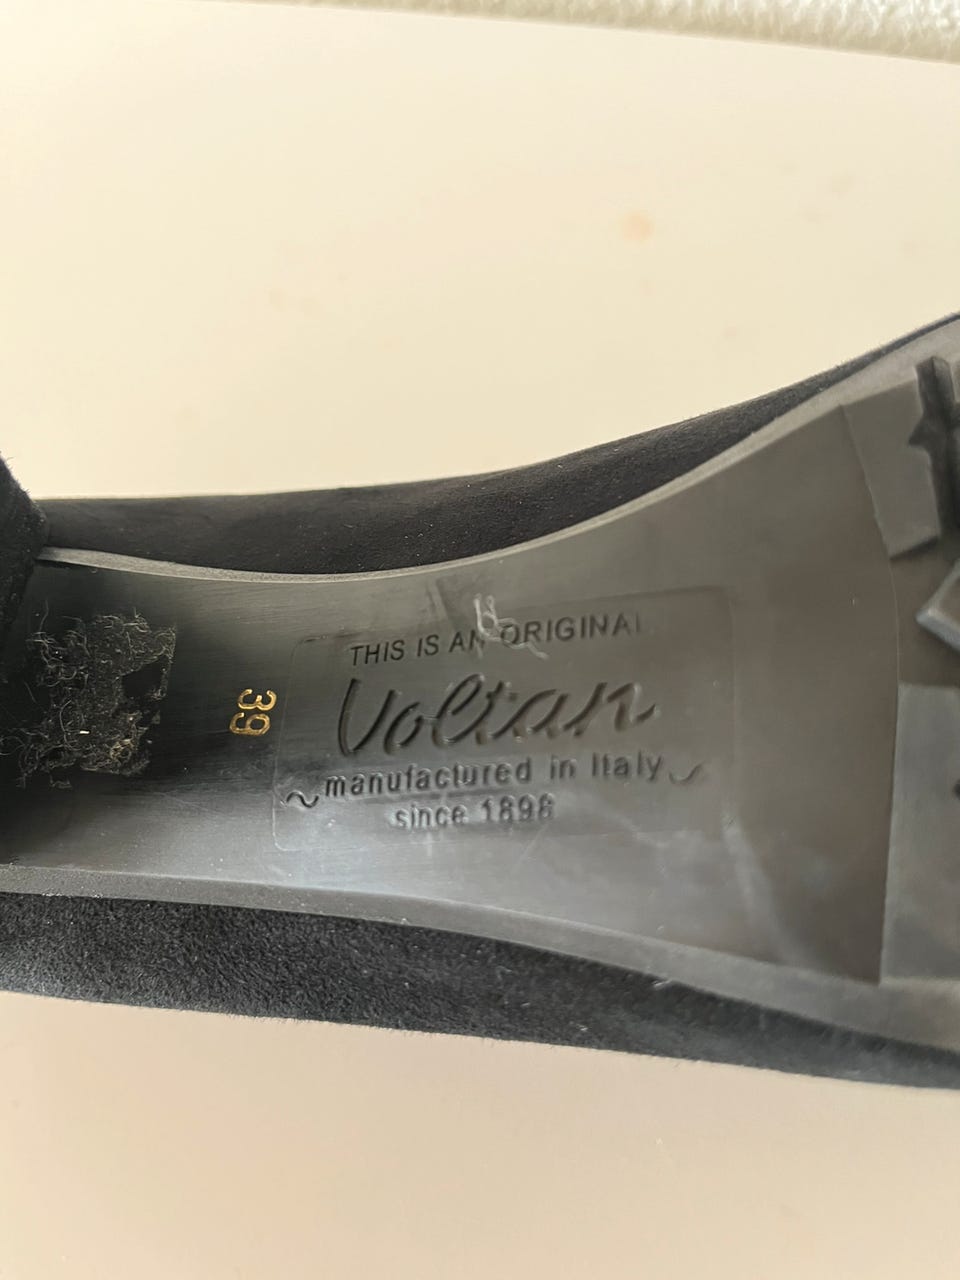 THIS IS AN ORIGINAL
Voltan
manufactured in Italy
since 1898
39